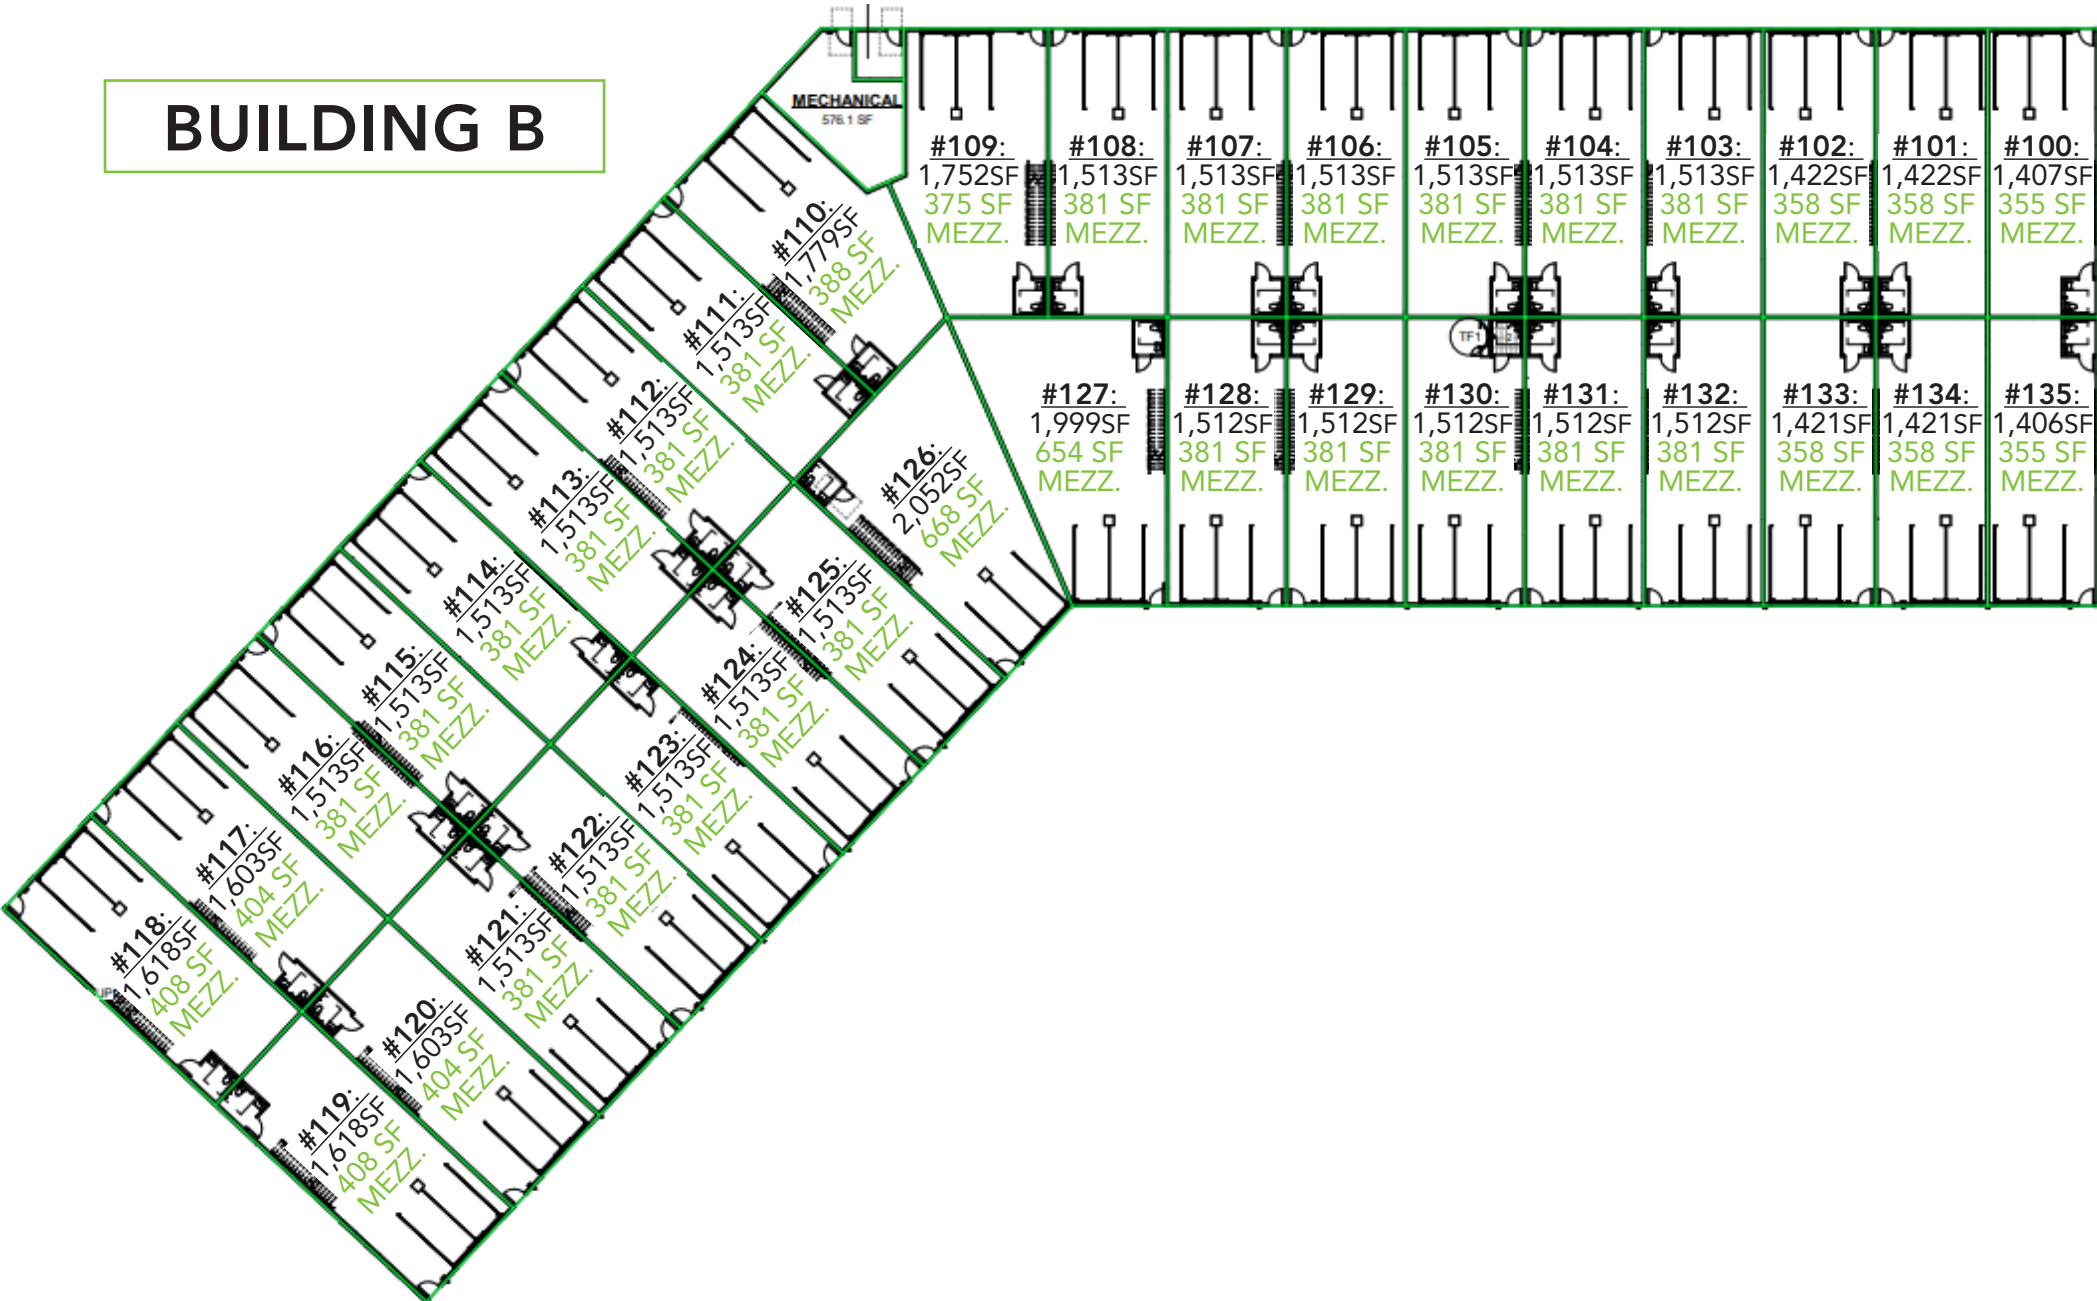 BUILDING B
MECHANICAL
576.1 SF
#109:
1,752SF
375 SF
MEZZ.
#108:
1,513SF
381 SF
MEZZ.
#107:
1,513SF
381 SF
MEZZ.
#106:
1,513SF
381 SF
MEZZ.
#105:
1,513SF
381 SF
MEZZ.
#104:
1,513SF
381 SF
MEZZ.
#103:
1,513SF
381 SF
MEZZ.
#102:
1,422SF
358 SF
MEZZ.
#101:
1,422SF
358 SF
MEZZ.
#100:
1,407SF
355 SF
MEZZ.
#110:
1,779SF
388 SF
MEZZ.
#111:
1,513SF
381 SF
MEZZ.
#112:
1,513SF
381 SF
MEZZ.
#113:
1,513SF
381 SF
MEZZ.
#114:
1,513SF
381 SF
MEZZ.
#115:
1,513SF
381 SF
MEZZ.
#116:
1,513SF
381 SF
MEZZ.
#117:
1,603SF
404 SF
MEZZ.
#118:
1,618SF
408 SF
MEZZ.
UP
#119:
1,618SF
408 SF
MEZZ.
#120:
1,603SF
404 SF
MEZZ.
#121:
1,513SF
381 SF
MEZZ.
#122:
1,513SF
381 SF
MEZZ.
#123:
1,513SF
381 SF
MEZZ.
#124:
1,513SF
381 SF
MEZZ.
#125:
1,513SF
381 SF
MEZZ.
#126:
2,052SF
668 SF
MEZZ.
#127:
1,999SF
654 SF
MEZZ.
#128:
1,512SF
381 SF
MEZZ.
#129:
1,512SF
381 SF
MEZZ.
TF1
#130:
1,512SF
381 SF
MEZZ.
#131:
1,512SF
381 SF
MEZZ.
#132:
1,512SF
381 SF
MEZZ.
#133:
1,421SF
358 SF
MEZZ.
#134:
1,421SF
358 SF
MEZZ.
#135:
1,406SF
355 SF
MEZZ.